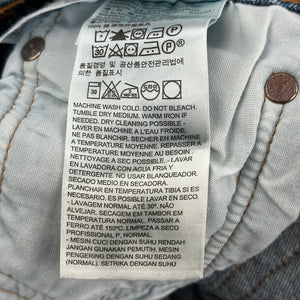 품질경영 및 공산품안전관리법에 의한
품질표시
MACHINE WASH COLD. DO NOT BLEACH
TUMBLE DRY MEDIUM. WARM IRON IF
NEEDED. DRY CLEANING POSSIBLE -
LAVER EN MACHINE A L'EAU FROIDE.
NE PAS BLANCHIR. SECHER EN MACHINE
A TEMPERATURE MOYENNE. REPASSER
A TEMPERATURE MOYENNE AU BESOIN.
NETTOYAGE A SEC POSSIBLE - LAVAR
EN LAVADORA CON AGUA FRIA Y
DETERGENTE. NO USAR BLANQUEADOR.
SECADO EN SECADORA.
PLANCHAR EN TEMPERATURA TIBIA SI ES
NECESARIO. ES POSIBLE LAVAR EN SECO.
- LAVAGEM NORMAL ATÉ 30º. NÃO
ALVEJAR. SECAGEM EM TAMBOR EM
TEMPERATURA NORMAL. PASSAR A
FERRO ATÉ 150ºC. LIMPEZA A SECO
PROFISSIONAL P, NORMAL.
- MESIN CUCI DENGAN SUHU RENDAH.
JANGAN GUNAKAN PEMUTIH. MESIN
PENGERING DENGAN SUHU SEDANG
(NORMAL). SETRIKA DENGAN SUHU